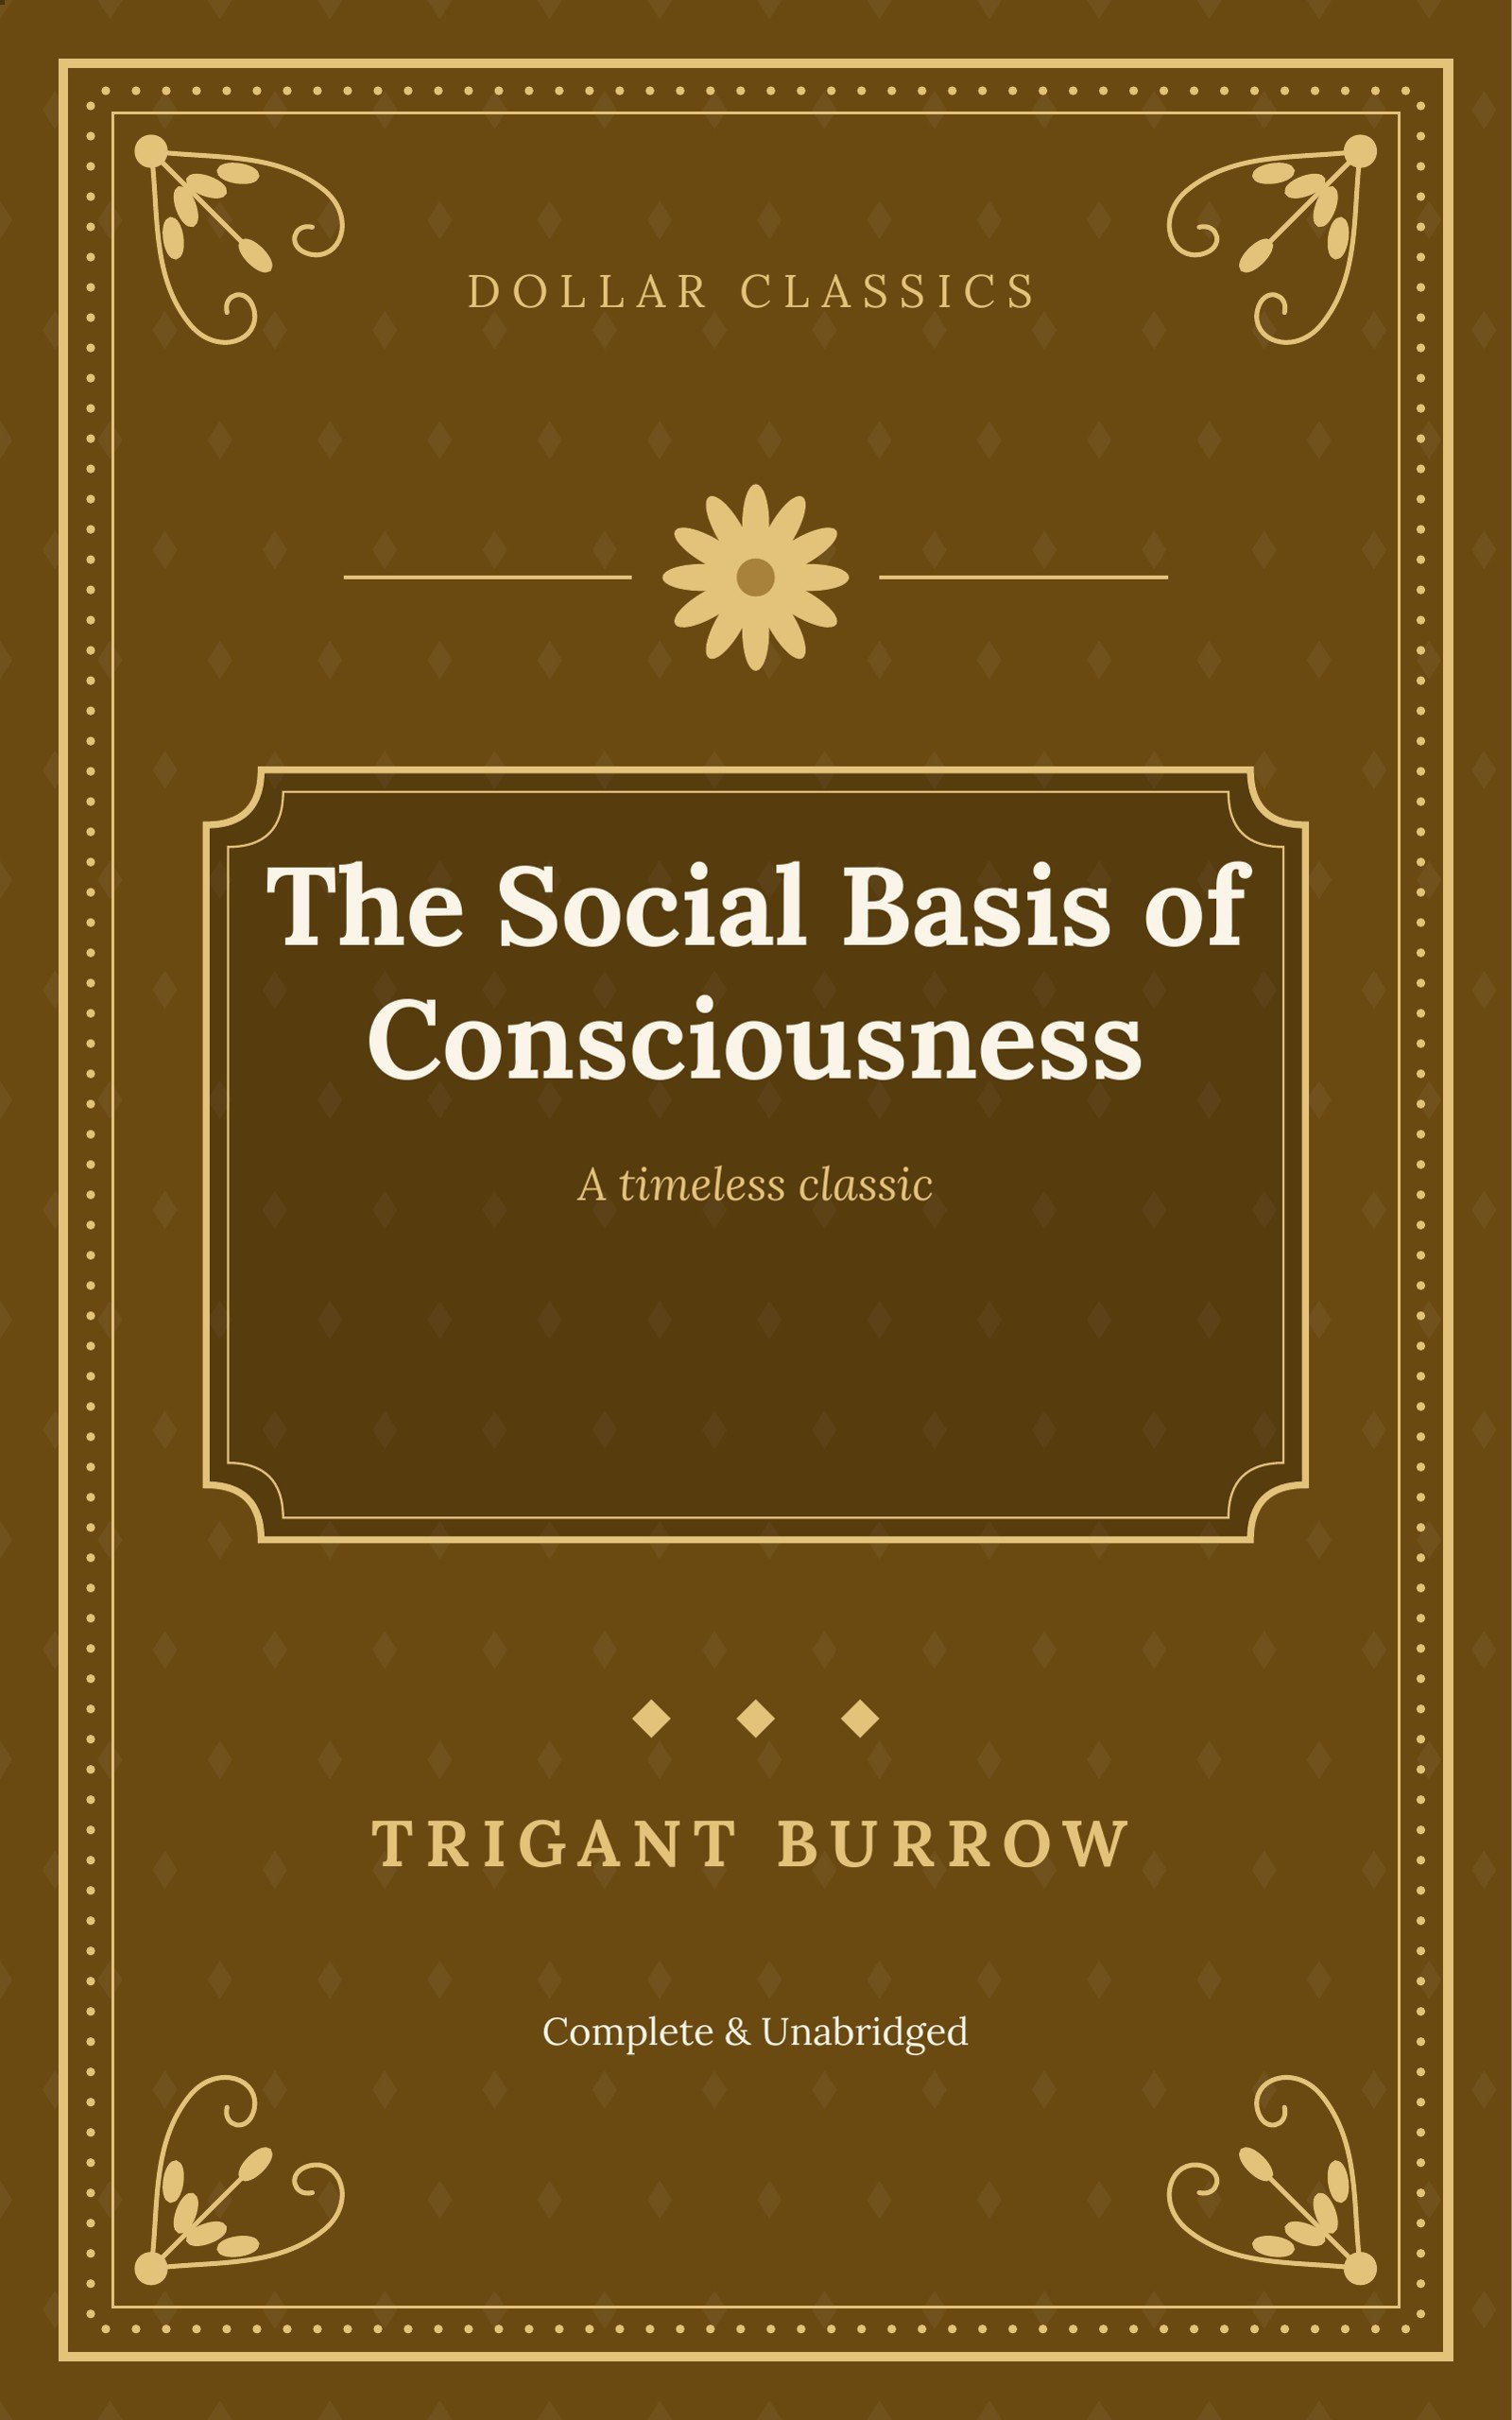 DOLLAR CLASSICS
The Social Basis of
Consciousness
A timeless classic
TRIGANT BURROW
Complete & Unabridged